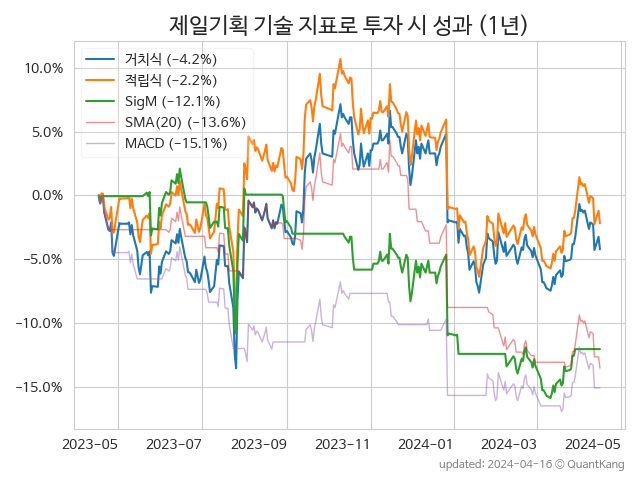 제일기획 기술 지표로 투자 시 성과 (1년)
거치식 (−4.2%)
적립식 (−2.2%)
SigM (−12.1%)
SMA(20) (−13.6%)
MACD (−15.1%)
10.0%
5.0%
0.0%
−5.0%
−10.0%
−15.0%
2023-05 2023-07 2023-09 2023-11 2024-01 2024-03 2024-05
updated: 2024-04-16 © QuantKang